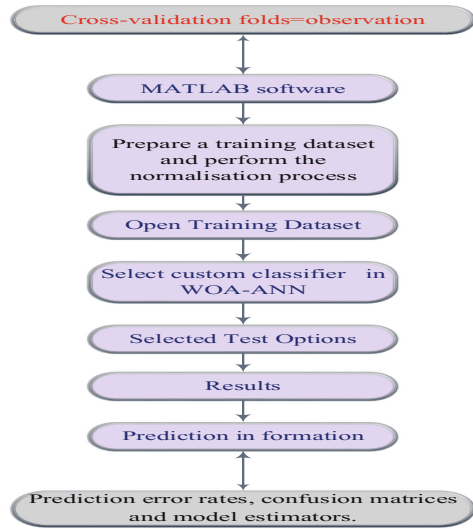 Cross-validation folds=observation
MATLAB software
Prepare a training dataset
and perform the
normalisation process
Open Training Dataset
Select custom classifier in
WOA-ANN
Selected Test Options
Results
Prediction in formation
Prediction error rates, confusion matrices
and model estimators.